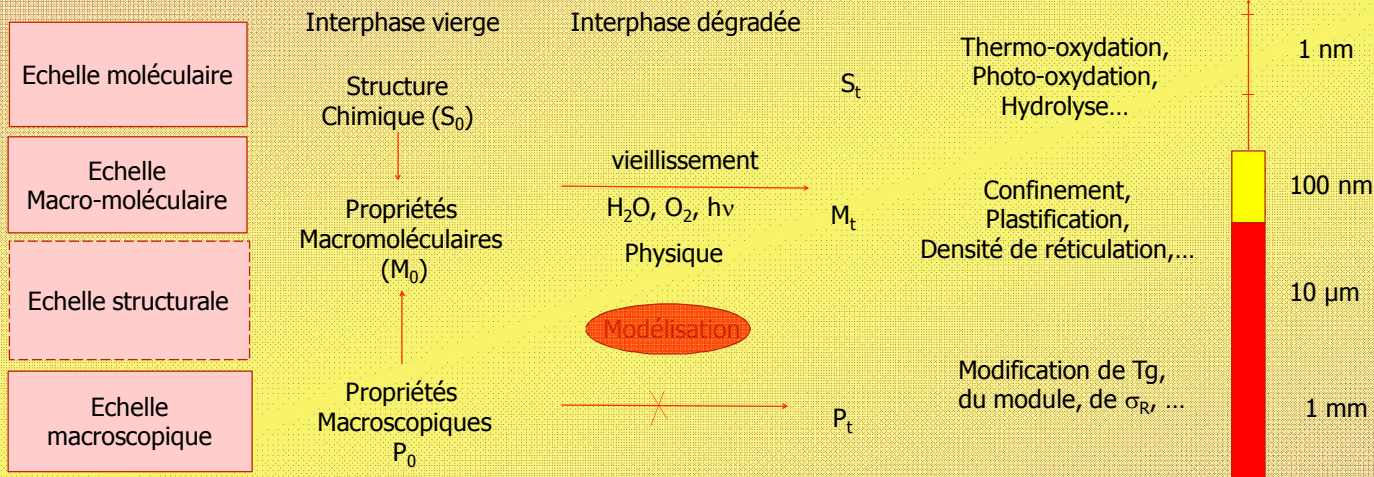 Interphase vierge
Interphase dégradée
Echelle moléculaire
Structure
Chimique (S₀)
Sₜ
Thermo-oxydation,
Photo-oxydation,
Hydrolyse…
1 nm
Echelle
Macro-moléculaire
Propriétés
Macromoléculaires
(M₀)
vieillissement
H₂O, O₂, hν
Physique
Mₜ
Confinement,
Plastification,
Densité de réticulation,…
100 nm
Echelle structurale
Modélisation
10 µm
Echelle
macroscopique
Propriétés
Macroscopiques
P₀
Pₜ
Modification de Tg,
du module, de σR, …
1 mm